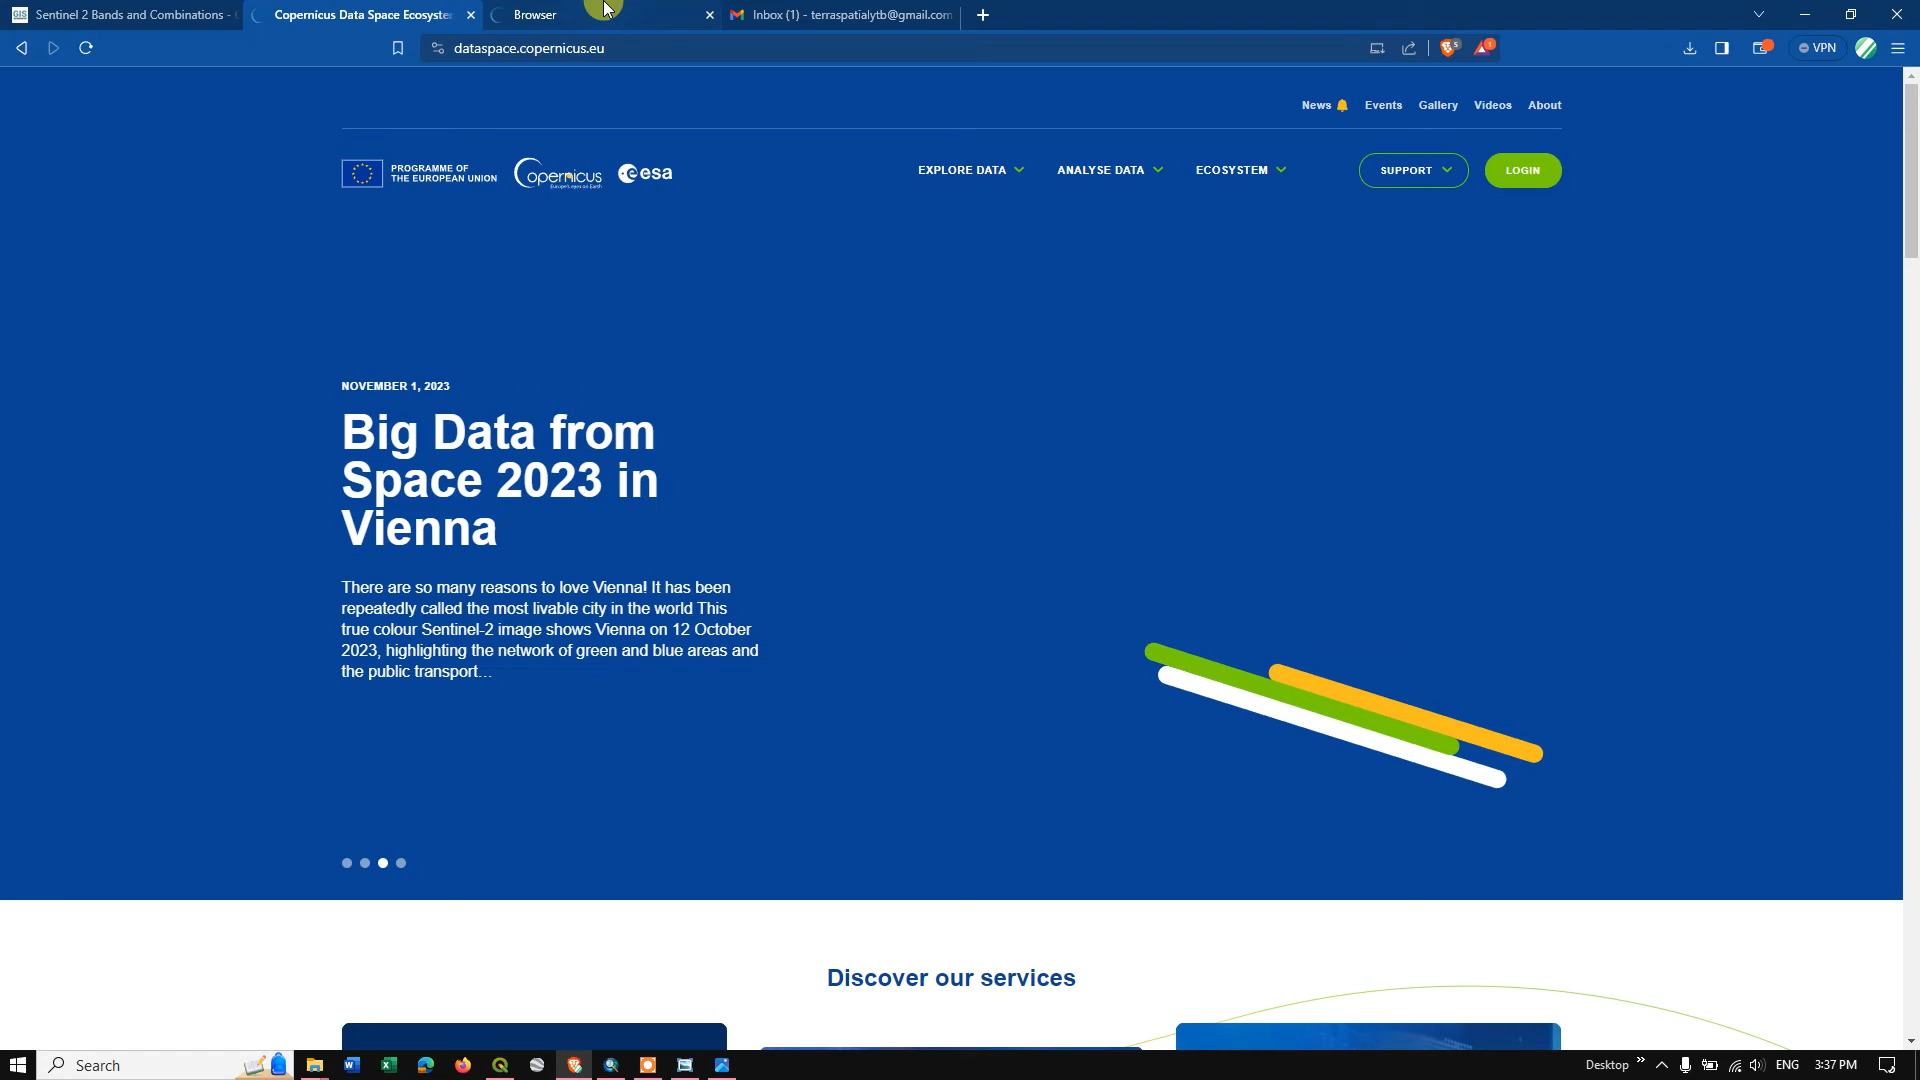 Sentinel 2 Bands and Combinations -
Copernicus Data Space Ecosyste
Browser
Inbox (1) - terraspatialytb@gmail.com
dataspace.copernicus.eu
5
1
VPN
News
Events
Gallery
Videos
About
PROGRAMME OF
THE EUROPEAN UNION
opernicus
Europe's eyes on Earth
esa
EXPLORE DATA
ANALYSE DATA
ECOSYSTEM
SUPPORT
LOGIN
NOVEMBER 1, 2023
Big Data from
Space 2023 in
Vienna
There are so many reasons to love Vienna! It has been
repeatedly called the most livable city in the world This
true colour Sentinel-2 image shows Vienna on 12 October
2023, highlighting the network of green and blue areas and
the public transport…
Discover our services
Search
Desktop
ENG
3:37 PM